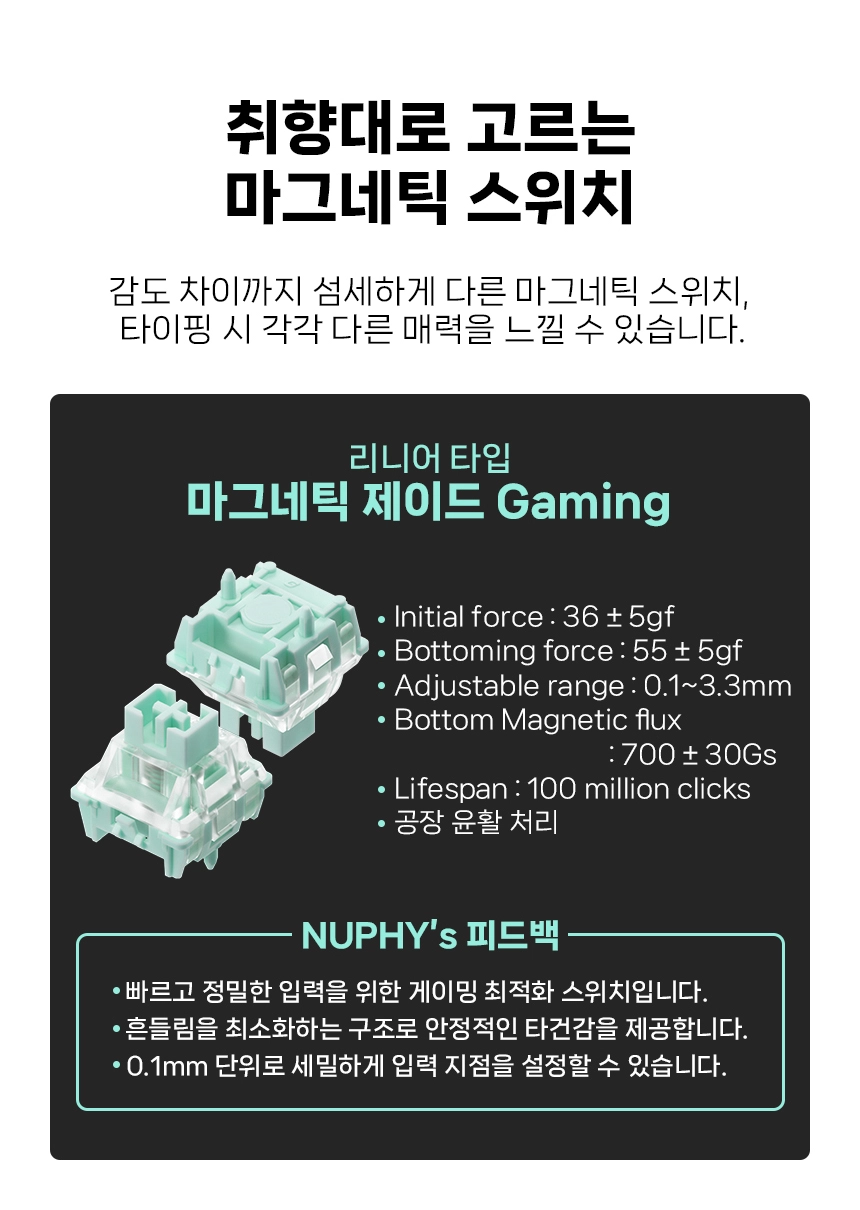 취향대로 고르는
마그네틱 스위치
감도 차이까지 섬세하게 다른 마그네틱 스위치,
타이핑 시 각각 다른 매력을 느낄 수 있습니다.
리니어 타입
마그네틱 제이드 Gaming
• Initial force : 36 ± 5gf
• Bottoming force : 55 ± 5gf
• Adjustable range : 0.1~3.3mm
• Bottom Magnetic flux
: 700 ± 30Gs
• Lifespan : 100 million clicks
• 공장 윤활 처리
NUPHY's 피드백
• 빠르고 정밀한 입력을 위한 게이밍 최적화 스위치입니다.
• 흔들림을 최소화하는 구조로 안정적인 타건감을 제공합니다.
• 0.1mm 단위로 세밀하게 입력 지점을 설정할 수 있습니다.